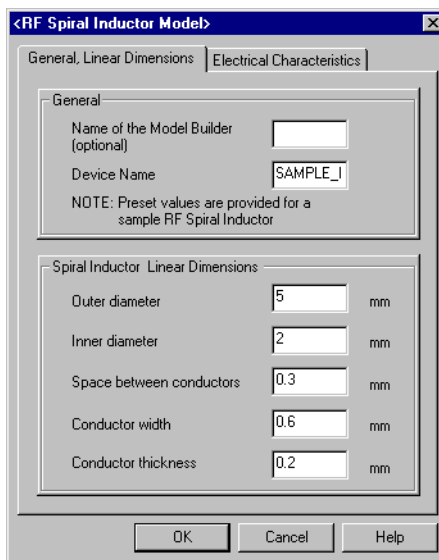 <RF Spiral Inductor Model>
General, Linear Dimensions Electrical Characteristics
General
Name of the Model Builder
(optional)
Device Name SAMPLE_I
NOTE: Preset values are provided for a
sample RF Spiral Inductor
Spiral Inductor Linear Dimensions
Outer diameter 5 mm
Inner diameter 2 mm
Space between conductors 0.3 mm
Conductor width 0.6 mm
Conductor thickness 0.2 mm
OK Cancel Help